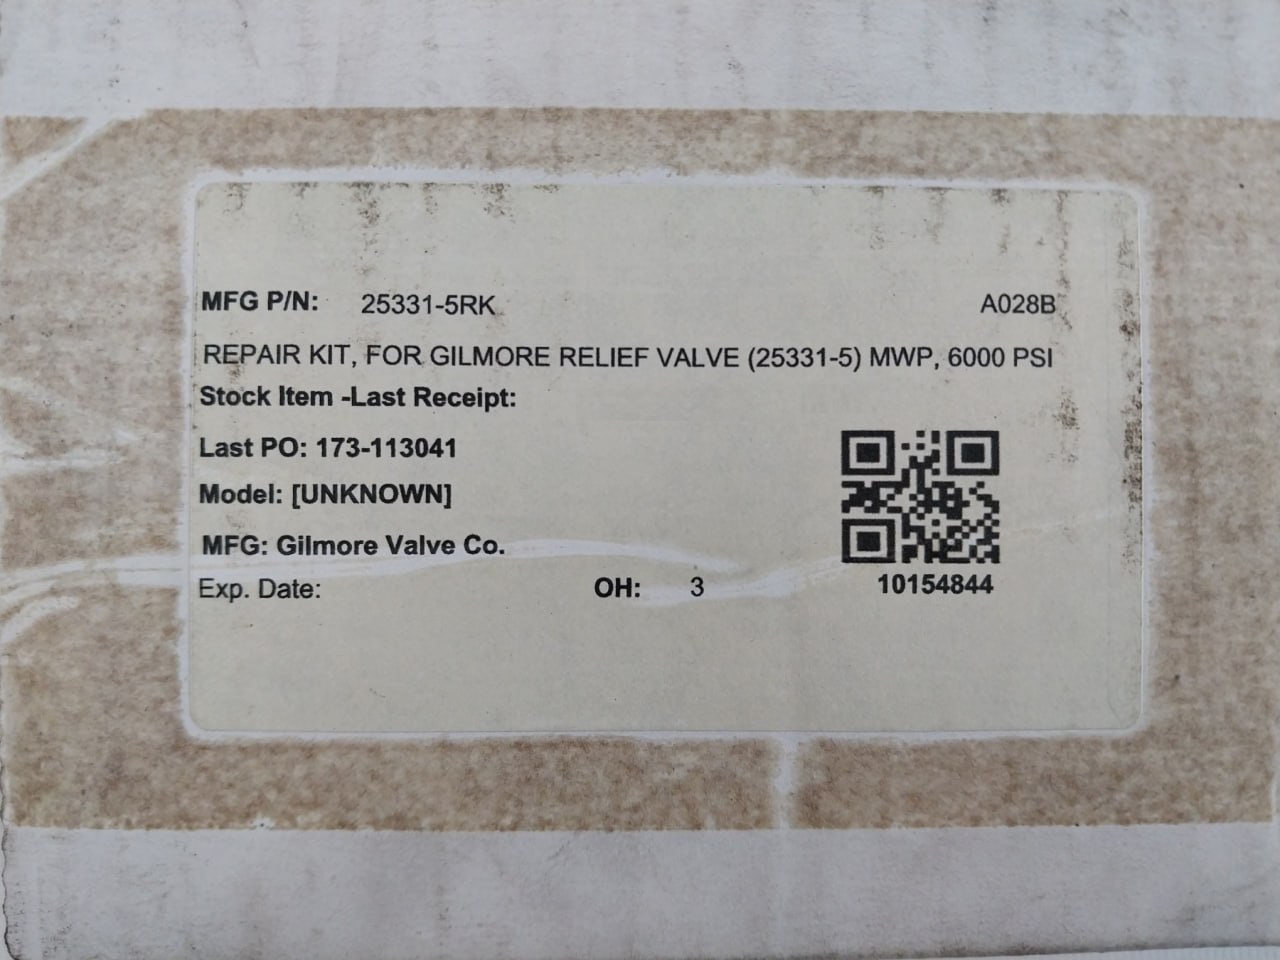 MFG P/N: 25331-5RK A028B
REPAIR KIT, FOR GILMORE RELIEF VALVE (25331-5) MWP, 6000 PSI
Stock Item -Last Receipt:
Last PO: 173-113041
Model: [UNKNOWN]
MFG: Gilmore Valve Co.
Exp. Date: OH: 3 10154844